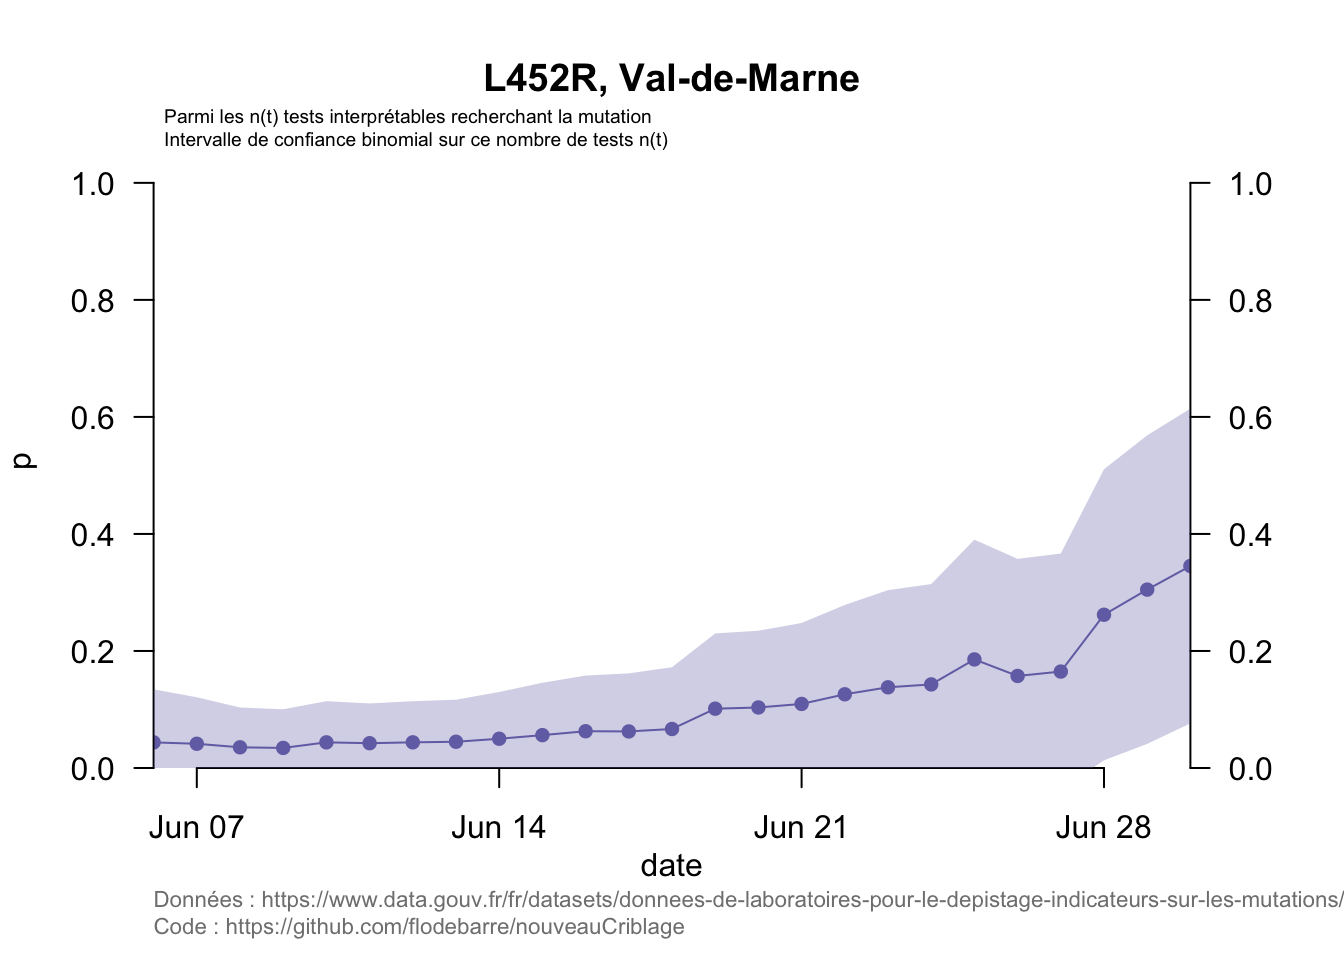 L452R, Val-de-Marne
Parmi les n(t) tests interprétables recherchant la mutation
Intervalle de confiance binomial sur ce nombre de tests n(t)
1.0 1.0
0.8 0.8
0.6 0.6
p
0.4 0.4
0.2 0.2
0.0 0.0
Jun 07 Jun 14 Jun 21 Jun 28
date
Données : https://www.data.gouv.fr/fr/datasets/donnees-de-laboratoires-pour-le-depistage-indicateurs-sur-les-mutations/
Code : https://github.com/flodebarre/nouveauCriblage